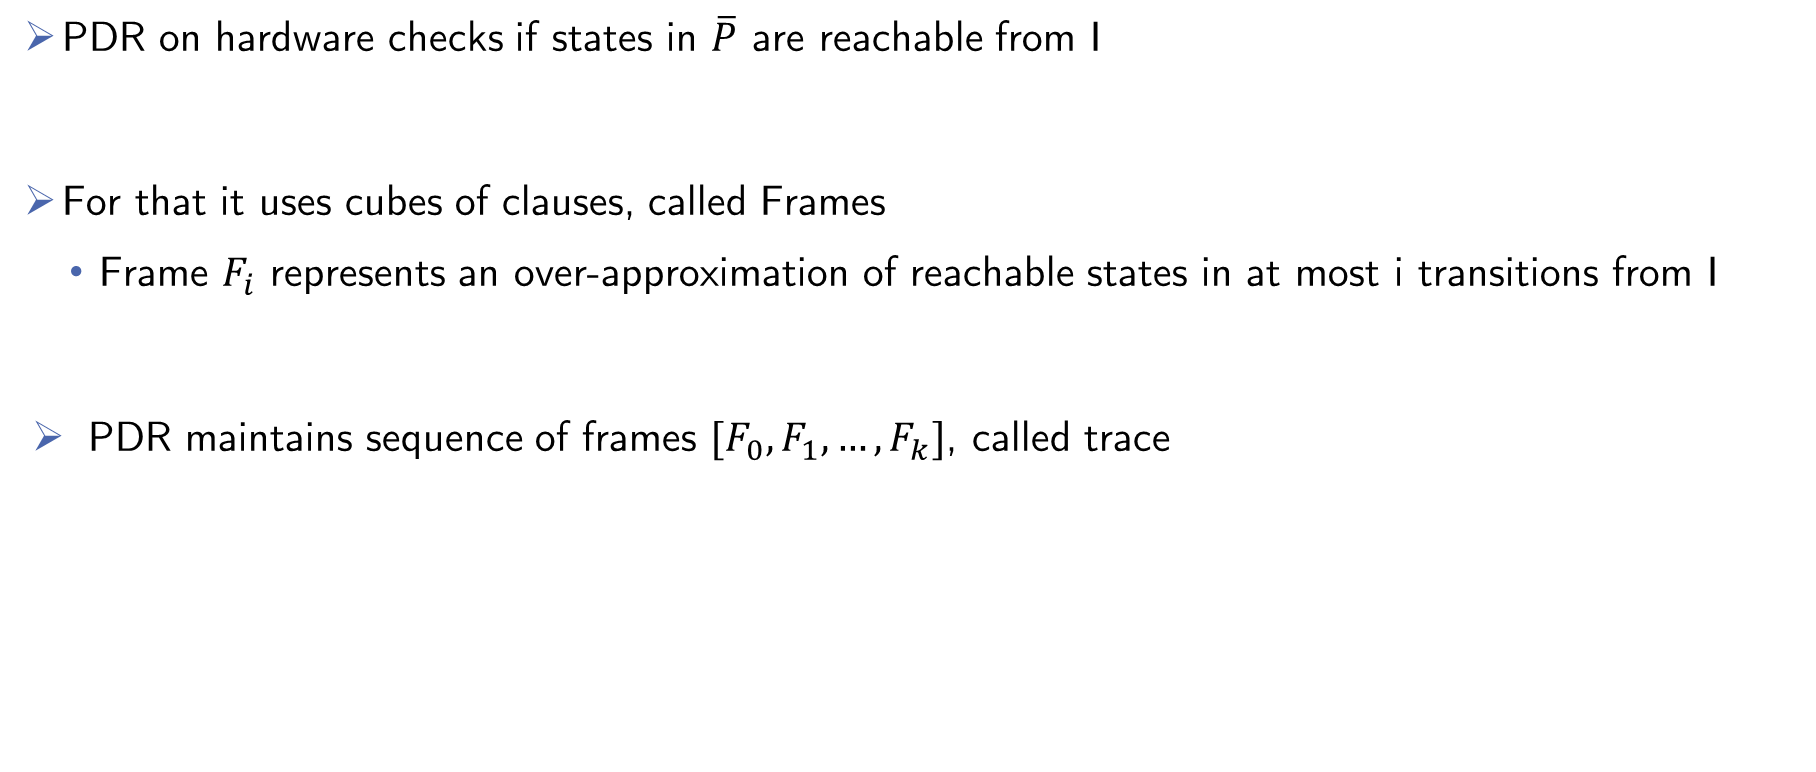 ➢ PDR on hardware checks if states in P̅ are reachable from I
➢ For that it uses cubes of clauses, called Frames
• Frame Fᵢ represents an over-approximation of reachable states in at most i transitions from I
➢ PDR maintains sequence of frames [F₀, F₁, … , Fₖ], called trace